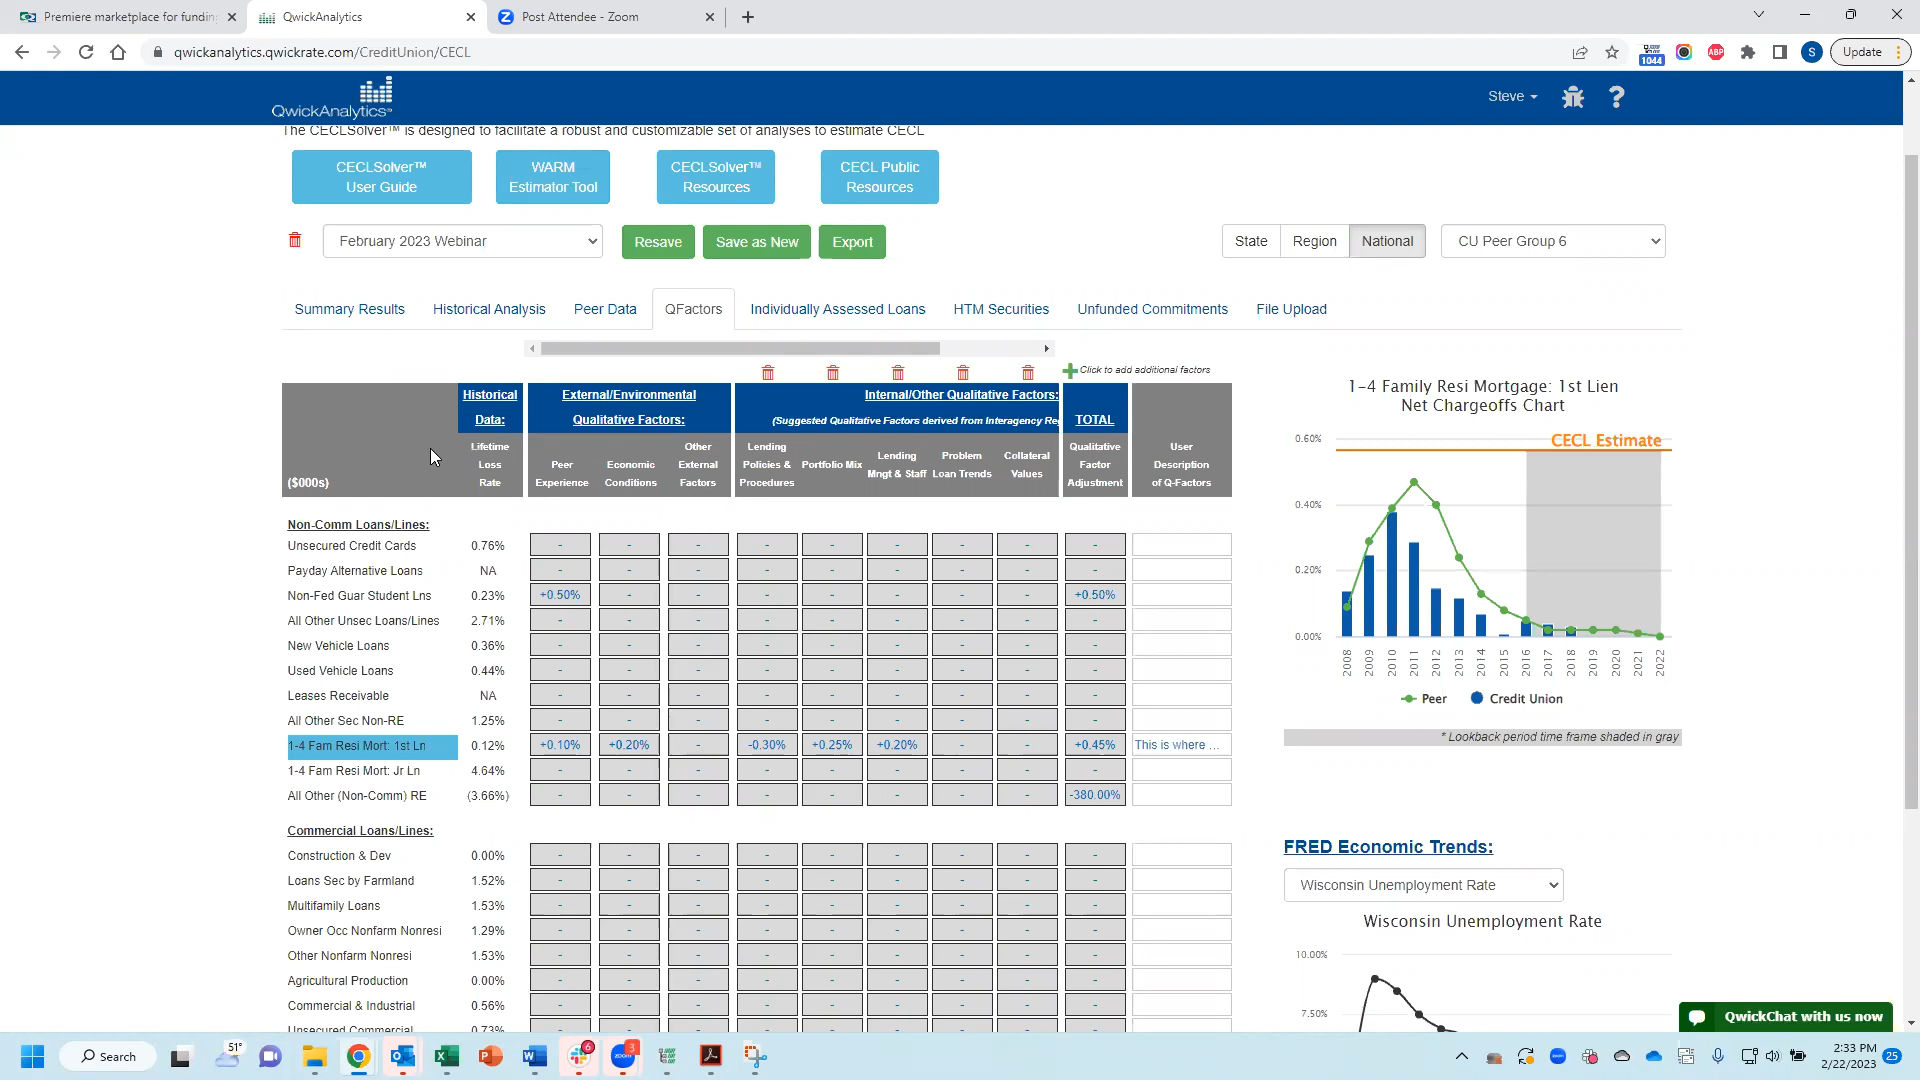 Premiere marketplace for fundin
QwickAnalytics
Post Attendee - Zoom
qwickanalytics.qwickrate.com/CreditUnion/CECL
1044
ABP
S
Update
QwickAnalytics
Steve
?
The CECLSolver™ is designed to facilitate a robust and customizable set of analyses to estimate CECL
CECLSolver™
User Guide
WARM
Estimator Tool
CECLSolver™
Resources
CECL Public
Resources
February 2023 Webinar
Resave
Save as New
Export
State
Region
National
CU Peer Group 6
Summary Results
Historical Analysis
Peer Data
QFactors
Individually Assessed Loans
HTM Securities
Unfunded Commitments
File Upload
Click to add additional factors
($000s)
Historical
Data:
Lifetime
Loss
Rate
External/Environmental
Qualitative Factors:
Peer
Experience
Economic
Conditions
Other
External
Factors
Internal/Other Qualitative Factors:
(Suggested Qualitative Factors derived from Interagency Reg
Lending
Policies &
Procedures
Portfolio Mix
Lending
Mngt & Staff
Problem
Loan Trends
Collateral
Values
TOTAL
Qualitative
Factor
Adjustment
User
Description
of Q-Factors
Non-Comm Loans/Lines:
Unsecured Credit Cards 0.76% - - - - - - - - -
Payday Alternative Loans NA - - - - - - - - -
Non-Fed Guar Student Lns 0.23% +0.50% - - - - - - - +0.50%
All Other Unsec Loans/Lines 2.71% - - - - - - - - -
New Vehicle Loans 0.36% - - - - - - - - -
Used Vehicle Loans 0.44% - - - - - - - - -
Leases Receivable NA - - - - - - - - -
All Other Sec Non-RE 1.25% - - - - - - - - -
1-4 Fam Resi Mort: 1st Ln 0.12% +0.10% +0.20% - -0.30% +0.25% +0.20% - - +0.45% This is where ...
1-4 Fam Resi Mort: Jr Ln 4.64% - - - - - - - - -
All Other (Non-Comm) RE (3.66%) - - - - - - - - -380.00%
Commercial Loans/Lines:
Construction & Dev 0.00% - - - - - - - - -
Loans Sec by Farmland 1.52% - - - - - - - - -
Multifamily Loans 1.53% - - - - - - - - -
Owner Occ Nonfarm Nonresi 1.29% - - - - - - - - -
Other Nonfarm Nonresi 1.53% - - - - - - - - -
Agricultural Production 0.00% - - - - - - - - -
Commercial & Industrial 0.56% - - - - - - - - -
Unsecured Commercial 0.73% - - - - - - - - -
1-4 Family Resi Mortgage: 1st Lien
Net Chargeoffs Chart
CECL Estimate
0.60%
0.40%
0.20%
0.00%
2008 2009 2010 2011 2012 2013 2014 2015 2016 2017 2018 2019 2020 2021 2022
Peer
Credit Union
* Lookback period time frame shaded in gray
FRED Economic Trends:
Wisconsin Unemployment Rate
Wisconsin Unemployment Rate
10.00%
7.50%
QwickChat with us now
Search
51°
6
3
zoom
2:33 PM
2/22/2023
25